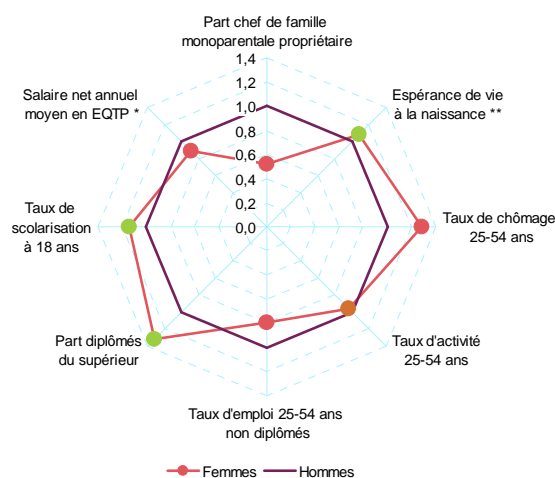 Part chef de famille
monoparentale propriétaire
1,4
1,2
1,0
0,8
0,6
0,4
0,2
0,0
Espérance de vie
à la naissance **
Taux de chômage
25-54 ans
Taux d'activité
25-54 ans
Taux d'emploi 25-54 ans
non diplômés
Part diplômés
du supérieur
Taux de
scolarisation
à 18 ans
Salaire net annuel
moyen en EQTP *
Femmes
Hommes